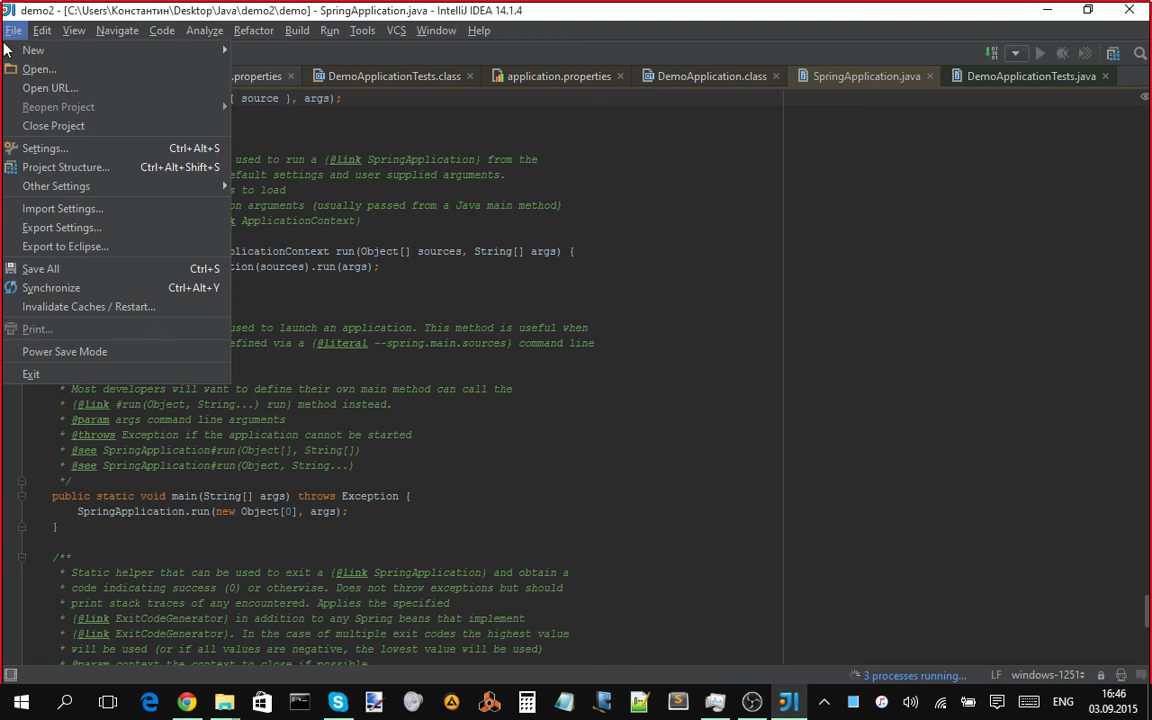 demo2 - [C:\Users\Константин\Desktop\Java\demo2\demo] - SpringApplication.java - IntelliJ IDEA 14.1.4
File Edit View Navigate Code Analyze Refactor Build Run Tools VCS Window Help
New
Open...
Open URL...
Reopen Project
Close Project
Settings... Ctrl+Alt+S
Project Structure... Ctrl+Alt+Shift+S
Other Settings
Import Settings...
Export Settings...
Export to Eclipse...
Save All Ctrl+S
Synchronize Ctrl+Alt+Y
Invalidate Caches / Restart...
Print...
Power Save Mode
Exit
.properties DemoApplicationTests.class application.properties DemoApplication.class SpringApplication.java DemoApplicationTests.java
{ source }, args);
used to run a {@link SpringApplication} from the
efault settings and user supplied arguments.
s to load
on arguments (usually passed from a Java main method)
k ApplicationContext}
plicationContext run(Object[] sources, String[] args) {
tion(sources).run(args);
used to launch an application. This method is useful when
efined via a {@literal --spring.main.sources} command line
* Most developers will want to define their own main method can call the
* {@link #run(Object, String...) run} method instead.
* @param args command line arguments
* @throws Exception if the application cannot be started
* @see SpringApplication#run(Object[], String[])
* @see SpringApplication#run(Object, String...)
*/
public static void main(String[] args) throws Exception {
SpringApplication.run(new Object[0], args);
}
/**
* Static helper that can be used to exit a {@link SpringApplication} and obtain a
* code indicating success (0) or otherwise. Does not throw exceptions but should
* print stack traces of any encountered. Applies the specified
* {@link ExitCodeGenerator} in addition to any Spring beans that implement
* {@link ExitCodeGenerator}. In the case of multiple exit codes the highest value
* will be used (or if all values are negative, the lowest value will be used)
* @param context the context to close if possible
3 processes running... LF windows-1251
ENG
16:46
03.09.2015